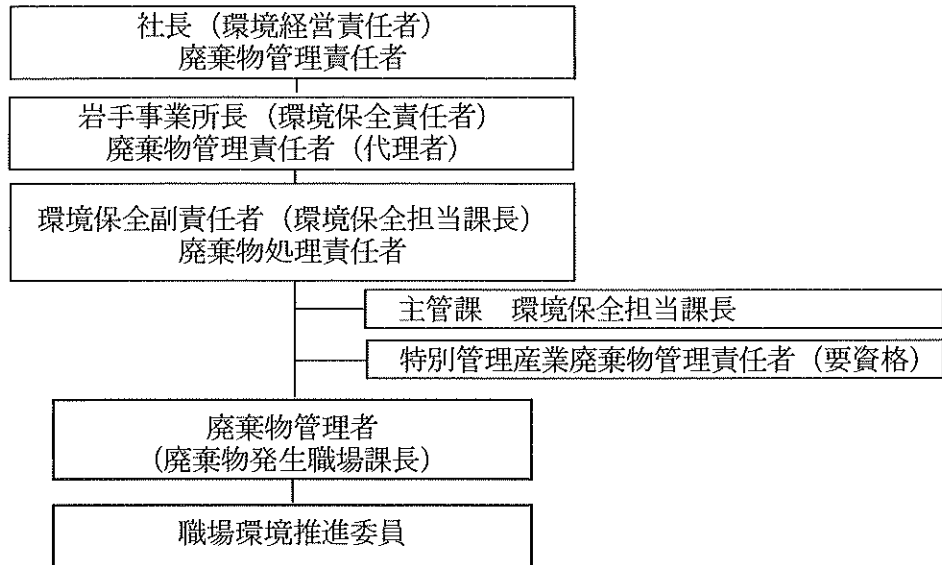 社長（環境経営責任者）
廃棄物管理責任者
岩手事業所長（環境保全責任者）
廃棄物管理責任者（代理者）
環境保全副責任者（環境保全担当課長）
廃棄物処理責任者
主管課　環境保全担当課長
特別管理産業廃棄物管理責任者（要資格）
廃棄物管理者
（廃棄物発生職場課長）
職場環境推進委員